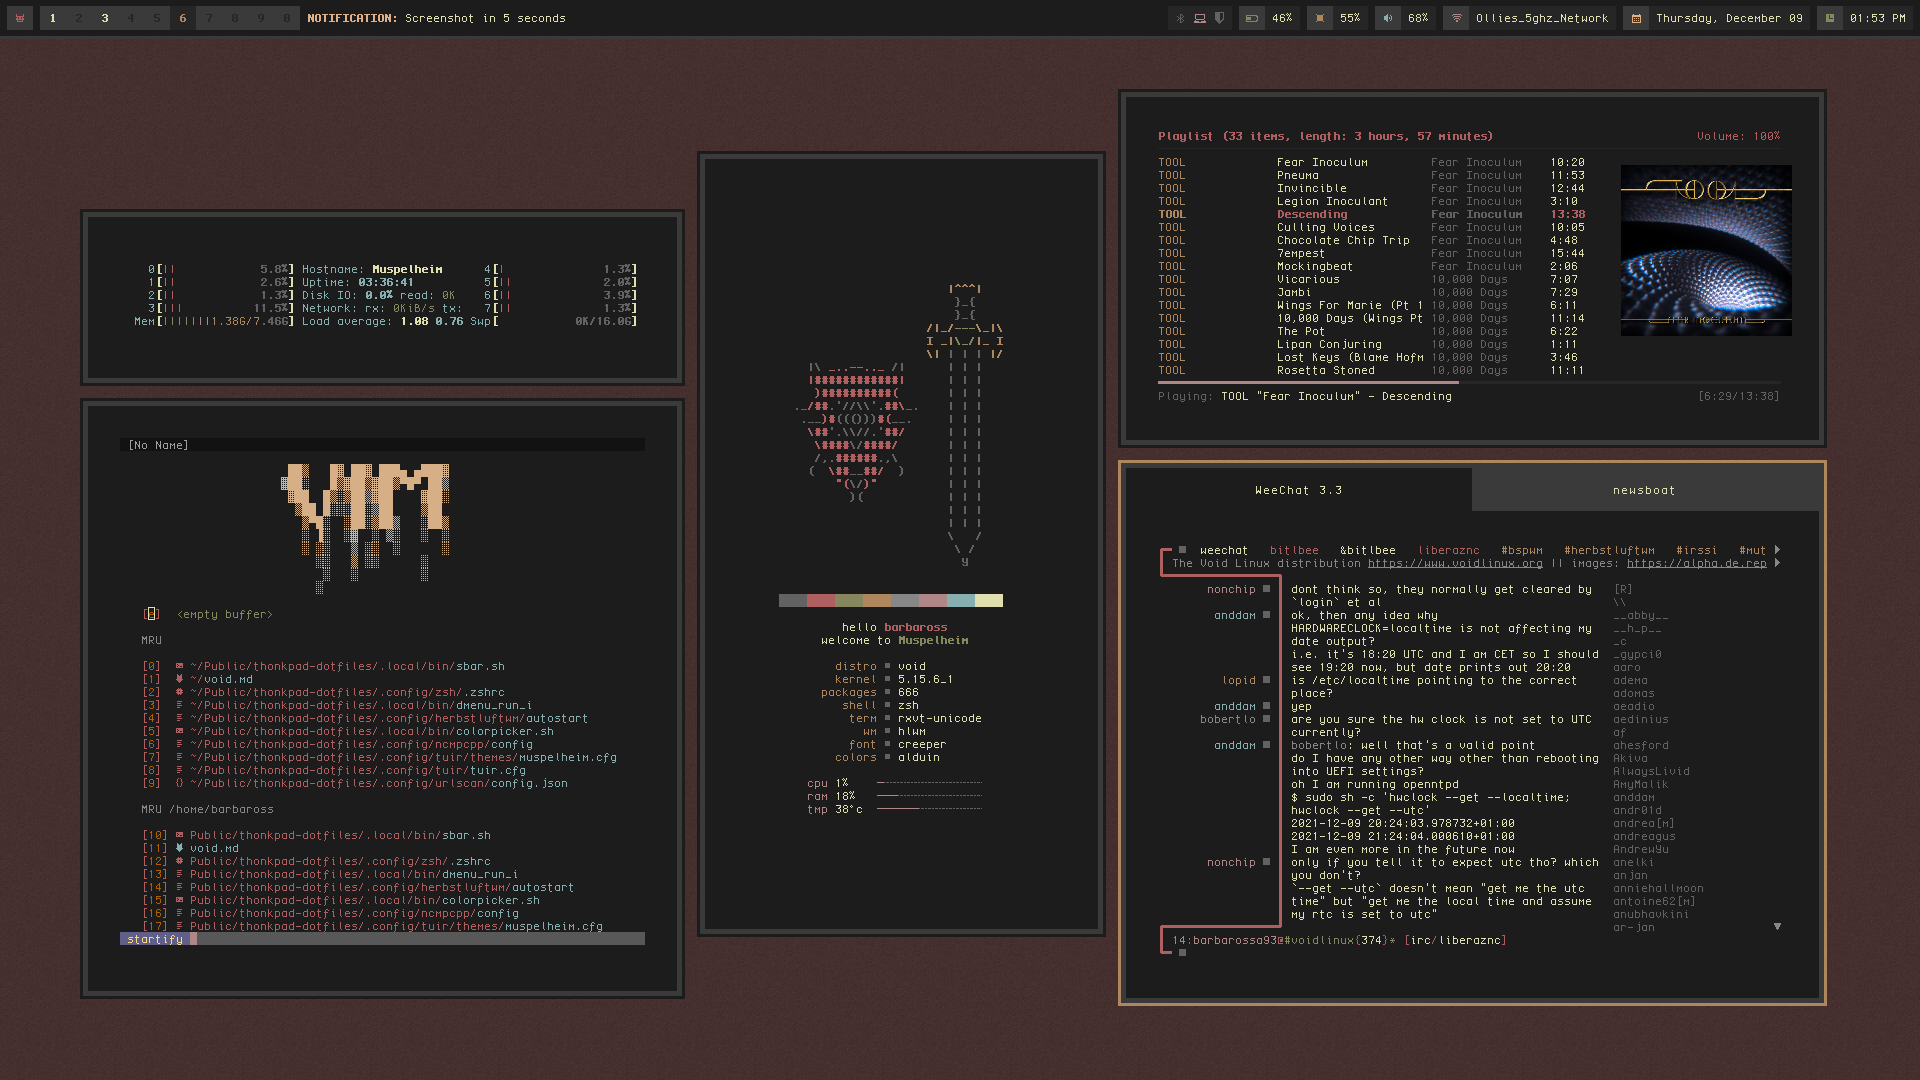 1 2 3 4 5 6 7 8 9 0 NOTIFICATION: Screenshot in 5 seconds
46% 55% 68% Ollies_5ghz_Network Thursday, December 09 01:53 PM
0[|| 5.8%] Hostname: Muspelheim 4[| 1.3%]
1[|| 2.6%] Uptime: 03:36:41 5[|| 2.0%]
2[|| 1.3%] Disk IO: 0.0% read: 0K 6[|| 3.9%]
3[|| 11.5%] Network: rx: 0KiB/s tx: 7[|| 1.3%]
Mem[|||||||1.38G/7.46G] Load average: 1.08 0.76 Swp[ 0K/16.0G]
[No Name]
VIM
[e] <empty buffer>
MRU
[0] ~/Public/thonkpad-dotfiles/.local/bin/sbar.sh
[1] ~/void.md
[2] ~/Public/thonkpad-dotfiles/.config/zsh/.zshrc
[3] ~/Public/thonkpad-dotfiles/.local/bin/dmenu_run_i
[4] ~/Public/thonkpad-dotfiles/.config/herbstluftwm/autostart
[5] ~/Public/thonkpad-dotfiles/.local/bin/colorpicker.sh
[6] ~/Public/thonkpad-dotfiles/.config/ncmpcpp/config
[7] ~/Public/thonkpad-dotfiles/.config/tuir/themes/muspelheim.cfg
[8] ~/Public/thonkpad-dotfiles/.config/tuir/tuir.cfg
[9] {} ~/Public/thonkpad-dotfiles/.config/urlscan/config.json
MRU /home/barbaross
[10] Public/thonkpad-dotfiles/.local/bin/sbar.sh
[11] void.md
[12] Public/thonkpad-dotfiles/.config/zsh/.zshrc
[13] Public/thonkpad-dotfiles/.local/bin/dmenu_run_i
[14] Public/thonkpad-dotfiles/.config/herbstluftwm/autostart
[15] Public/thonkpad-dotfiles/.local/bin/colorpicker.sh
[16] Public/thonkpad-dotfiles/.config/ncmpcpp/config
[17] Public/thonkpad-dotfiles/.config/tuir/themes/muspelheim.cfg
startify
hello barbaross
welcome to Muspelheim
distro void
kernel 5.15.6_1
packages 666
shell zsh
term rxvt-unicode
wm hlwm
font creeper
colors alduin
cpu 1%
ram 18%
tmp 38°c
Playlist (33 items, length: 3 hours, 57 minutes) Volume: 100%
TOOL Fear Inoculum Fear Inoculum 10:20
TOOL Pneuma Fear Inoculum 11:53
TOOL Invincible Fear Inoculum 12:44
TOOL Legion Inoculant Fear Inoculum 3:10
TOOL Descending Fear Inoculum 13:38
TOOL Culling Voices Fear Inoculum 10:05
TOOL Chocolate Chip Trip Fear Inoculum 4:48
TOOL 7empest Fear Inoculum 15:44
TOOL Mockingbeat Fear Inoculum 2:06
TOOL Vicarious 10,000 Days 7:07
TOOL Jambi 10,000 Days 7:29
TOOL Wings For Marie (Pt 1 10,000 Days 6:11
TOOL 10,000 Days (Wings Pt 10,000 Days 11:14
TOOL The Pot 10,000 Days 6:22
TOOL Lipan Conjuring 10,000 Days 1:11
TOOL Lost Keys (Blame Hofm 10,000 Days 3:46
TOOL Rosetta Stoned 10,000 Days 11:11
TOOL
FEAR INOCULUM
Playing: TOOL "Fear Inoculum" - Descending [6:29/13:38]
WeeChat 3.3 newsboat
weechat bitlbee &bitlbee liberaznc #bspwm #herbstluftwm #irssi #mut
The Void Linux distribution https://www.voidlinux.org || images: https://alpha.de.rep
nonchip dont think so, they normally get cleared by [R]
`login` et al \\
anddam ok, then any idea why __abby__
HARDWARECLOCK=localtime is not affecting my __h_p__
date output? _c
i.e. it's 18:20 UTC and I am CET so I should _gypci0
see 19:20 now, but date prints out 20:20 aaro
lopid is /etc/localtime pointing to the correct adema
place? adomas
anddam yep aeadio
bobertlo are you sure the hw clock is not set to UTC aedinius
currently? af
anddam bobertlo: well that's a valid point ahesford
do I have any other way other than rebooting Akiva
into UEFI settings? AlwaysLivid
oh I am running openntpd AmyMalik
$ sudo sh -c 'hwclock --get --localtime; anddam
hwclock --get --utc' andr01d
2021-12-09 20:24:03.978732+01:00 andrea[m]
2021-12-09 21:24:04.000610+01:00 andreagus
I am even more in the future now AndrewYu
nonchip only if you tell it to expect utc tho? which anelki
you don't? anjan
`--get --utc` doesn't mean "get me the utc anniehallmoon
time" but "get me the local time and assume antoine62[m]
my rtc is set to utc" anubhavkini
ar-jan
14:barbarossa93@#voidlinux{374}* [irc/liberaznc]